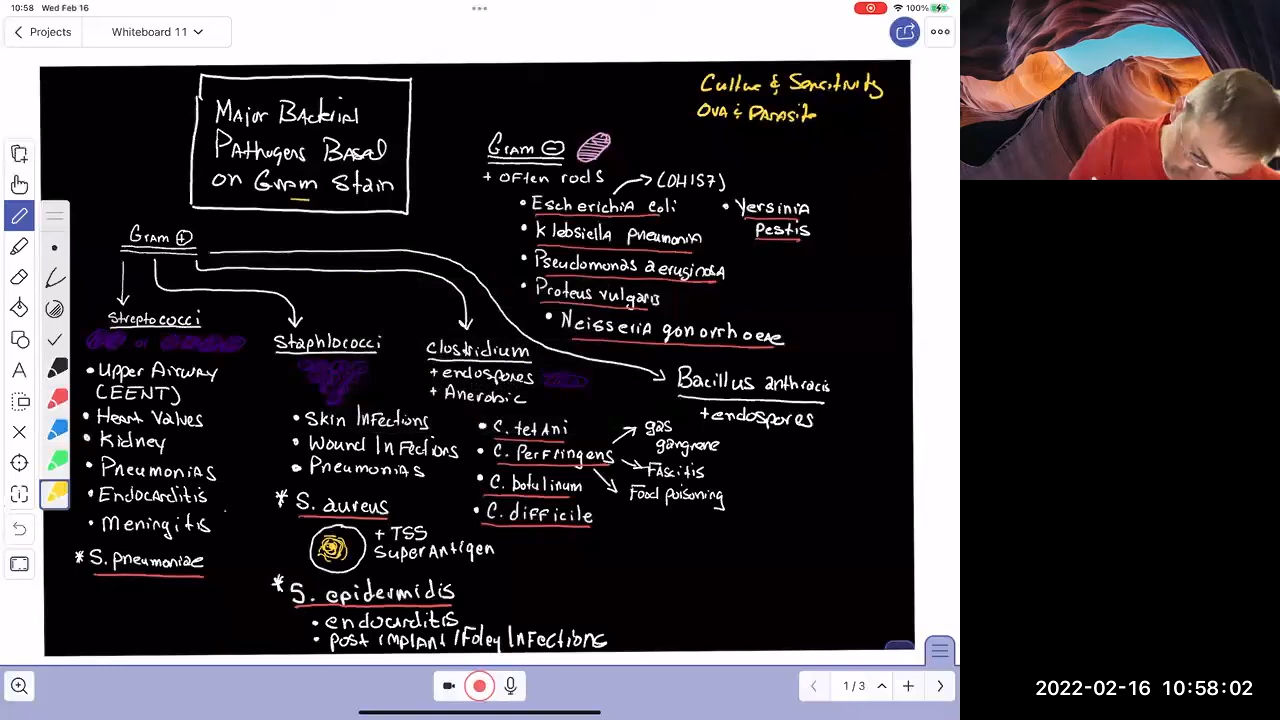 10:58 Wed Feb 16
100%
Projects
Whiteboard 11
Major Bacterial
Pathogens Based
on Gram Stain
Culture & Sensitivity
Ova & Parasite
Gram ⊖
+ often rods
(OH157)
• Escherichia coli
• Klebsiella pneumonia
• Pseudomonas aeruginosa
• Proteus vulgaris
• Neisseria gonorrhoeae
• Yersinia
pestis
Gram ⊕
Streptococci
or
• Upper Airway
(EENT)
• Heart Valves
• Kidney
• Pneumonias
• Endocarditis
• Meningitis
* S. pneumoniae
Staphlococci
• Skin Infections
• Wound Infections
• Pneumonias
* S. aureus
+ TSS
Superantigen
* S. epidermidis
• endocarditis
• post implant/Foley Infections
Clostridium
+ endospores
+ Anerobic
• C. tetani
• C. perfringens
• C. botulinum
• C. difficile
gas
gangrene
Fascitis
Food poisoning
Bacillus anthracis
+ endospores
A
1/3
2022-02-16 10:58:02